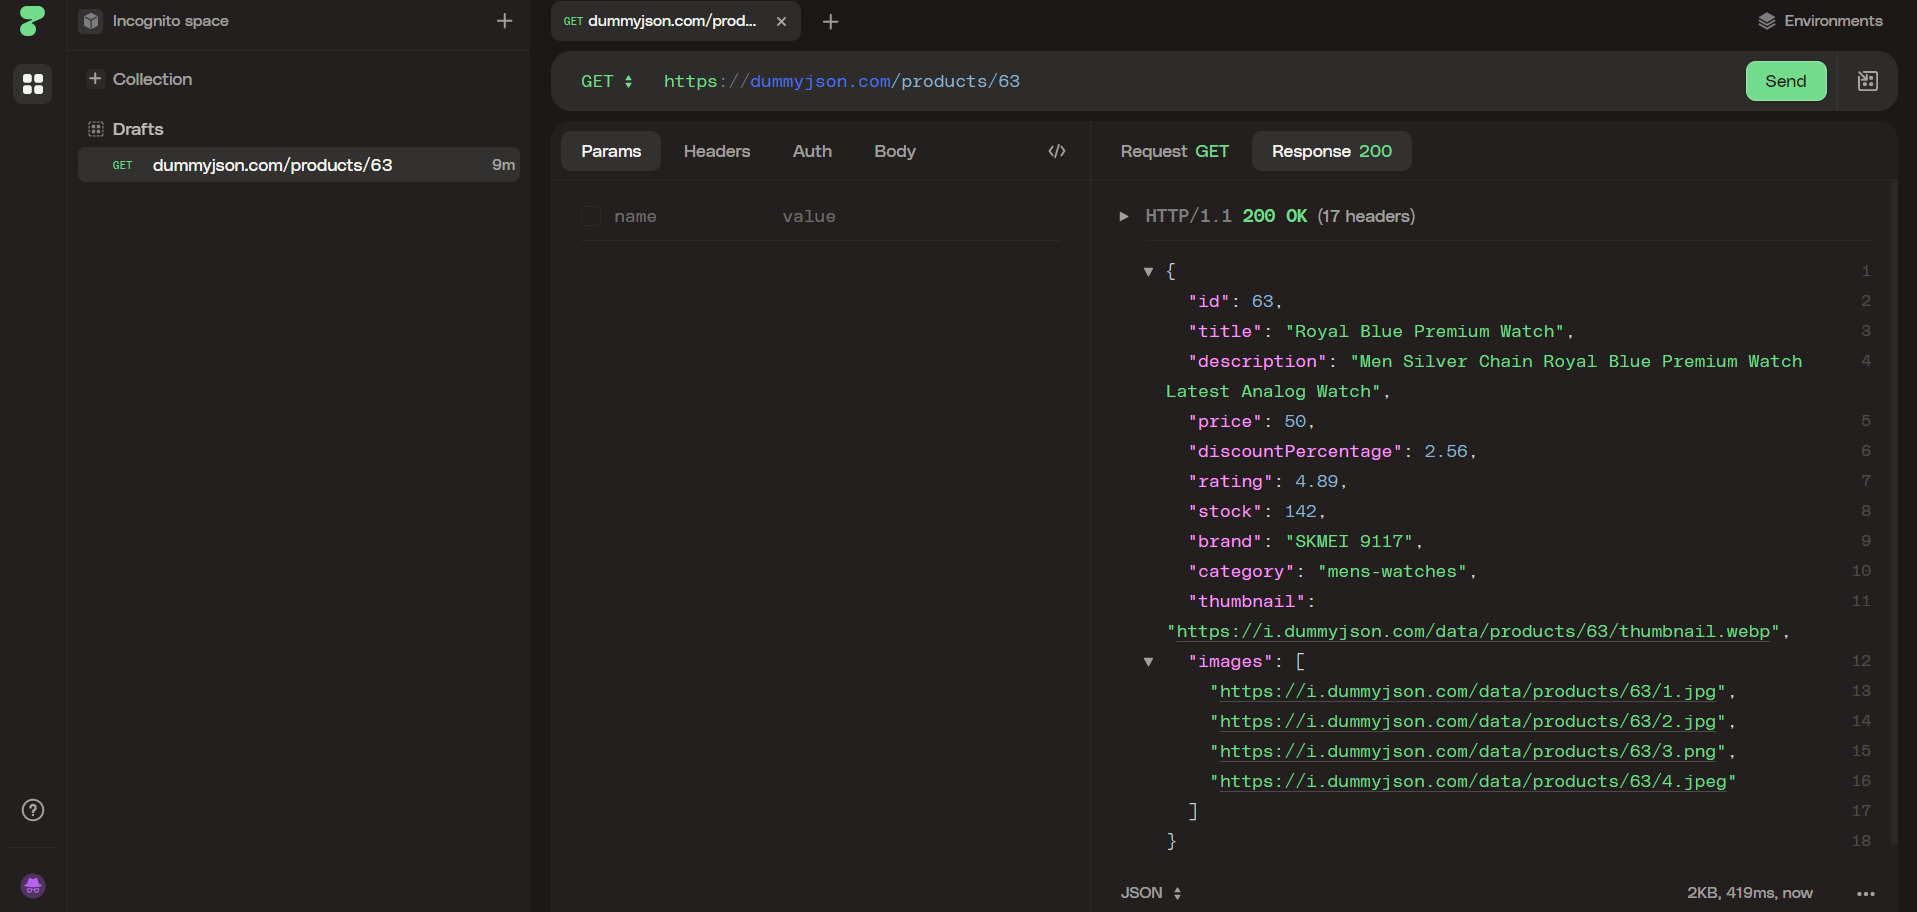 Incognito space
Collection
Drafts
GET dummyjson.com/products/63 9m
GET dummyjson.com/prod...
Environments
GET https://dummyjson.com/products/63
Send
Params Headers Auth Body </>
name value
Request GET Response 200
HTTP/1.1 200 OK (17 headers)
{ 1
"id": 63, 2
"title": "Royal Blue Premium Watch", 3
"description": "Men Silver Chain Royal Blue Premium Watch 4
Latest Analog Watch",
"price": 50, 5
"discountPercentage": 2.56, 6
"rating": 4.89, 7
"stock": 142, 8
"brand": "SKMEI 9117", 9
"category": "mens-watches", 10
"thumbnail": 11
"https://i.dummyjson.com/data/products/63/thumbnail.webp",
"images": [ 12
"https://i.dummyjson.com/data/products/63/1.jpg", 13
"https://i.dummyjson.com/data/products/63/2.jpg", 14
"https://i.dummyjson.com/data/products/63/3.png", 15
"https://i.dummyjson.com/data/products/63/4.jpeg" 16
] 17
} 18
JSON 2KB, 419ms, now